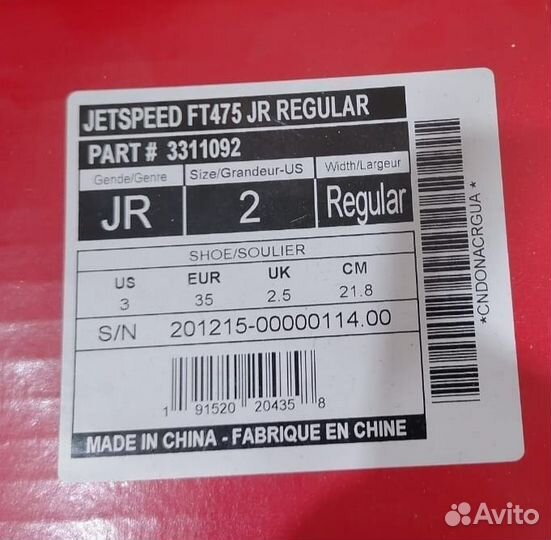 JETSPEED FT475 JR REGULAR
PART # 3311092
Gende/Genre Size/Grandeur-US Width/Largeur
JR 2 Regular
SHOE/SOULIER
US EUR UK CM
3 35 2.5 21.8
S/N 201215-00000114.00
1 91520 20435 8
MADE IN CHINA - FABRIQUE EN CHINE
*CNDONACRGUA*
Avito